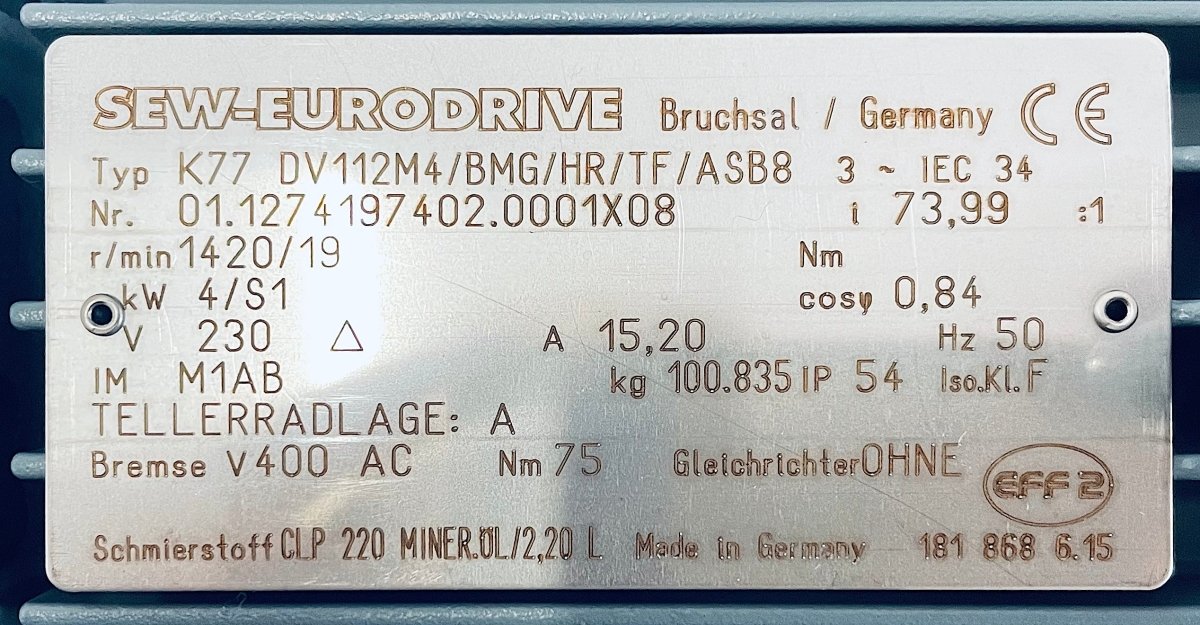 SEW-EURODRIVE Bruchsal / Germany CE
Typ K77 DV112M4/BMG/HR/TF/ASB8 3 ~ IEC 34
Nr. 01.1274197402.0001X08 i 73,99 :1
r/min 1420/19 Nm
kW 4/S1 cosφ 0,84
V 230 △ A 15,20 Hz 50
IM M1AB kg 100.835 IP 54 Iso.Kl. F
TELLERRADLAGE: A
Bremse V 400 AC Nm 75 Gleichrichter OHNE EFF 2
Schmierstoff CLP 220 MINER.ÖL/2,20 L Made in Germany 181 868 6.15